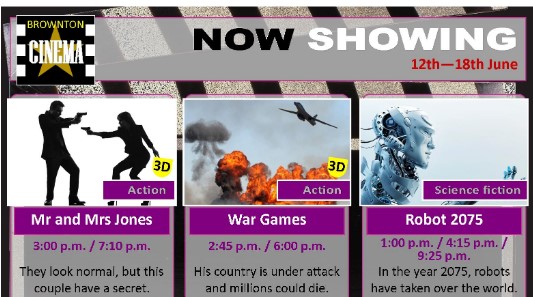 BROWNTON
CINEMA
NOW SHOWING
12th—18th June
3D
Action
Mr and Mrs Jones
3:00 p.m. / 7:10 p.m.
They look normal, but this
couple have a secret.
3D
Action
War Games
2:45 p.m. / 6:00 p.m.
His country is under attack
and millions could die.
Science fiction
Robot 2075
1:00 p.m. / 4:15 p.m. /
9:25 p.m.
In the year 2075, robots
have taken over the world.